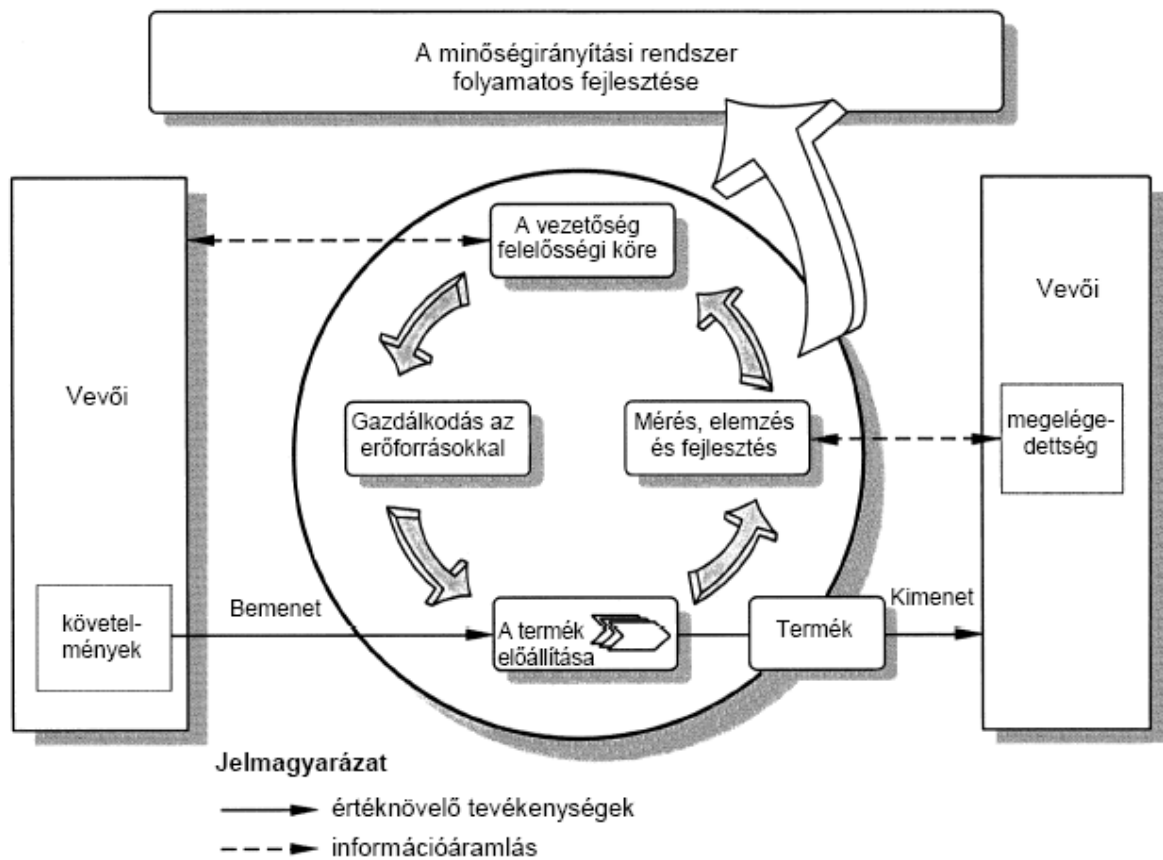 A minőségirányítási rendszer
folyamatos fejlesztése
A vezetőség
felelősségi köre
Vevői
Vevői
Gazdálkodás az
erőforrásokkal
Mérés, elemzés
és fejlesztés
megelége-
dettség
követel-
mények
Bemenet
A termék
előállítása
Termék
Kimenet
Jelmagyarázat
értéknövelő tevékenységek
információáramlás